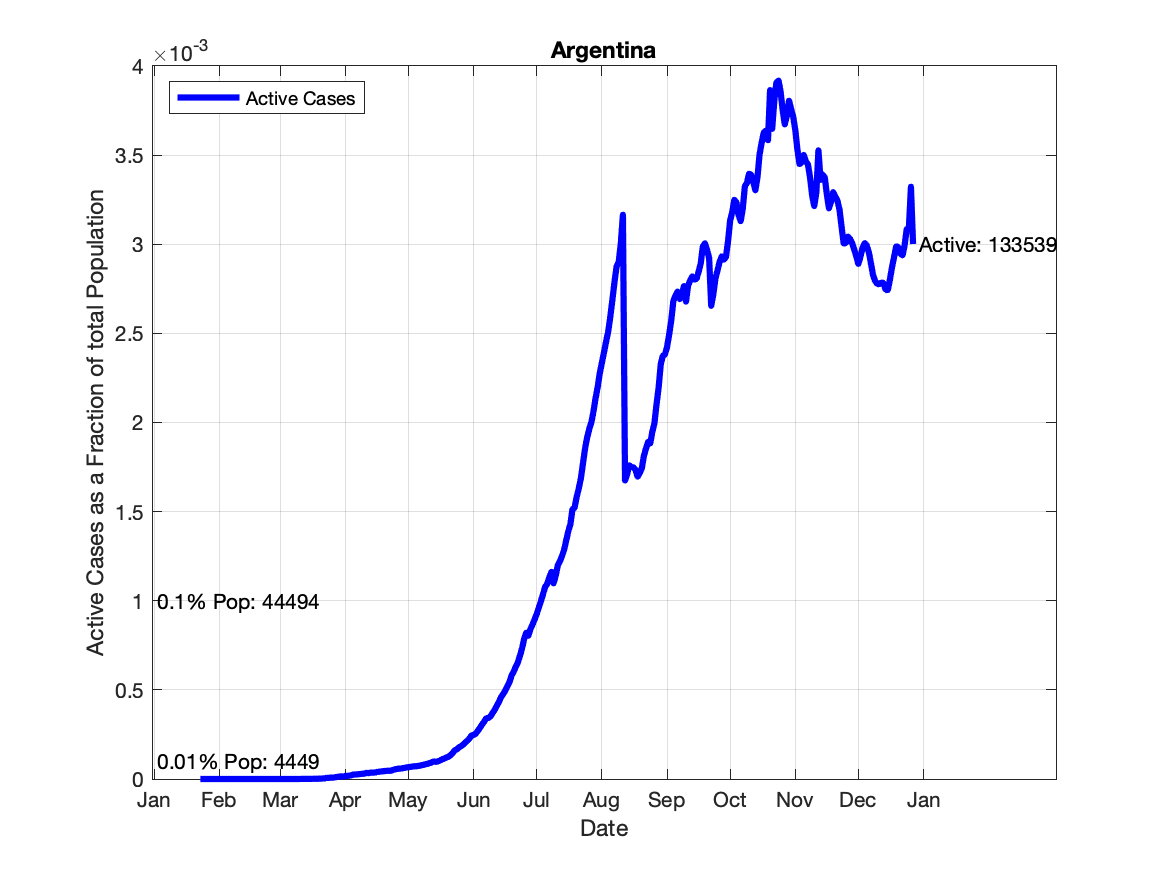 Argentina
×10⁻³
Active Cases
4
3.5
3
2.5
2
1.5
1
0.5
0
Active Cases as a Fraction of total Population
Active: 133539
0.1% Pop: 44494
0.01% Pop: 4449
Jan Feb Mar Apr May Jun Jul Aug Sep Oct Nov Dec Jan
Date